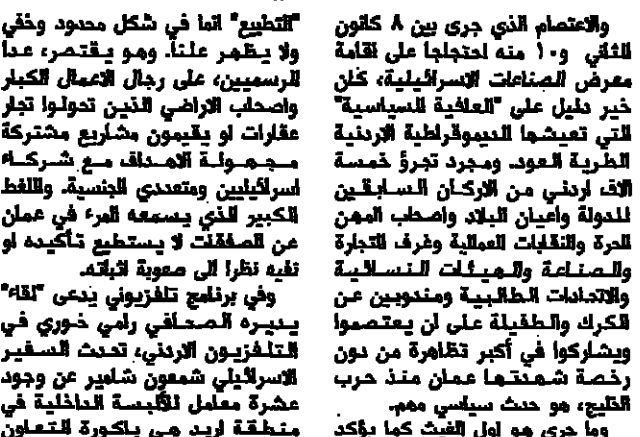 والاعتصام الذي جرى بين ٨ كانون
الثاني و١٠ منه احتجاجا على اقامة
معرض الصناعات الاسرائيلية، كان
خير دليل على "العافية السياسية"
التي تعيشها الديموقراطية الاردنية
الطرية العود. ومجرد تجرؤ خمسة
الاف اردني من الاركان السابقين
للدولة وأعيان البلاد واصحاب المهن
الحرة والنقابات العمالية وغرف التجارة
والصناعة والهيئات النسائية
والاتحادات الطالبية ومندوبين عن
الكرك والطفيلة على ان يعتصموا
ويشاركوا في أكبر تظاهرة من دون
رخصة شهدتها عمان منذ حرب
الخليج، هو حدث سياسي مهم.
وما جرى هو اول الغيث كما يؤكد
"التطبيع" انما في شكل محدود وخفي
ولا يظهر علناً. وهو يقتصر، عدا
الرسميين، على رجال الاعمال الكبار
واصحاب الاراضي الذين تحولوا تجار
عقارات او يقيمون مشاريع مشتركة
مجهولة الاهداف مع شركاء
اسرائيليين ومتعددي الجنسية. واللغط
الكبير الذي يسمعه المرء في عمان
عن الصفقات لا يستطيع تأكيده او
نفيه نظرا الى صعوبة اثباته.
وفي برنامج تلفزيوني يدعى "لقاء"
يديره الصحافي رامي خوري في
التلفزيون الاردني، تحدث السفير
الاسرائيلي شمعون شامير عن وجود
عشرة معامل للألبسة الداخلية في
منطقة اربد هي باكورة التعاون